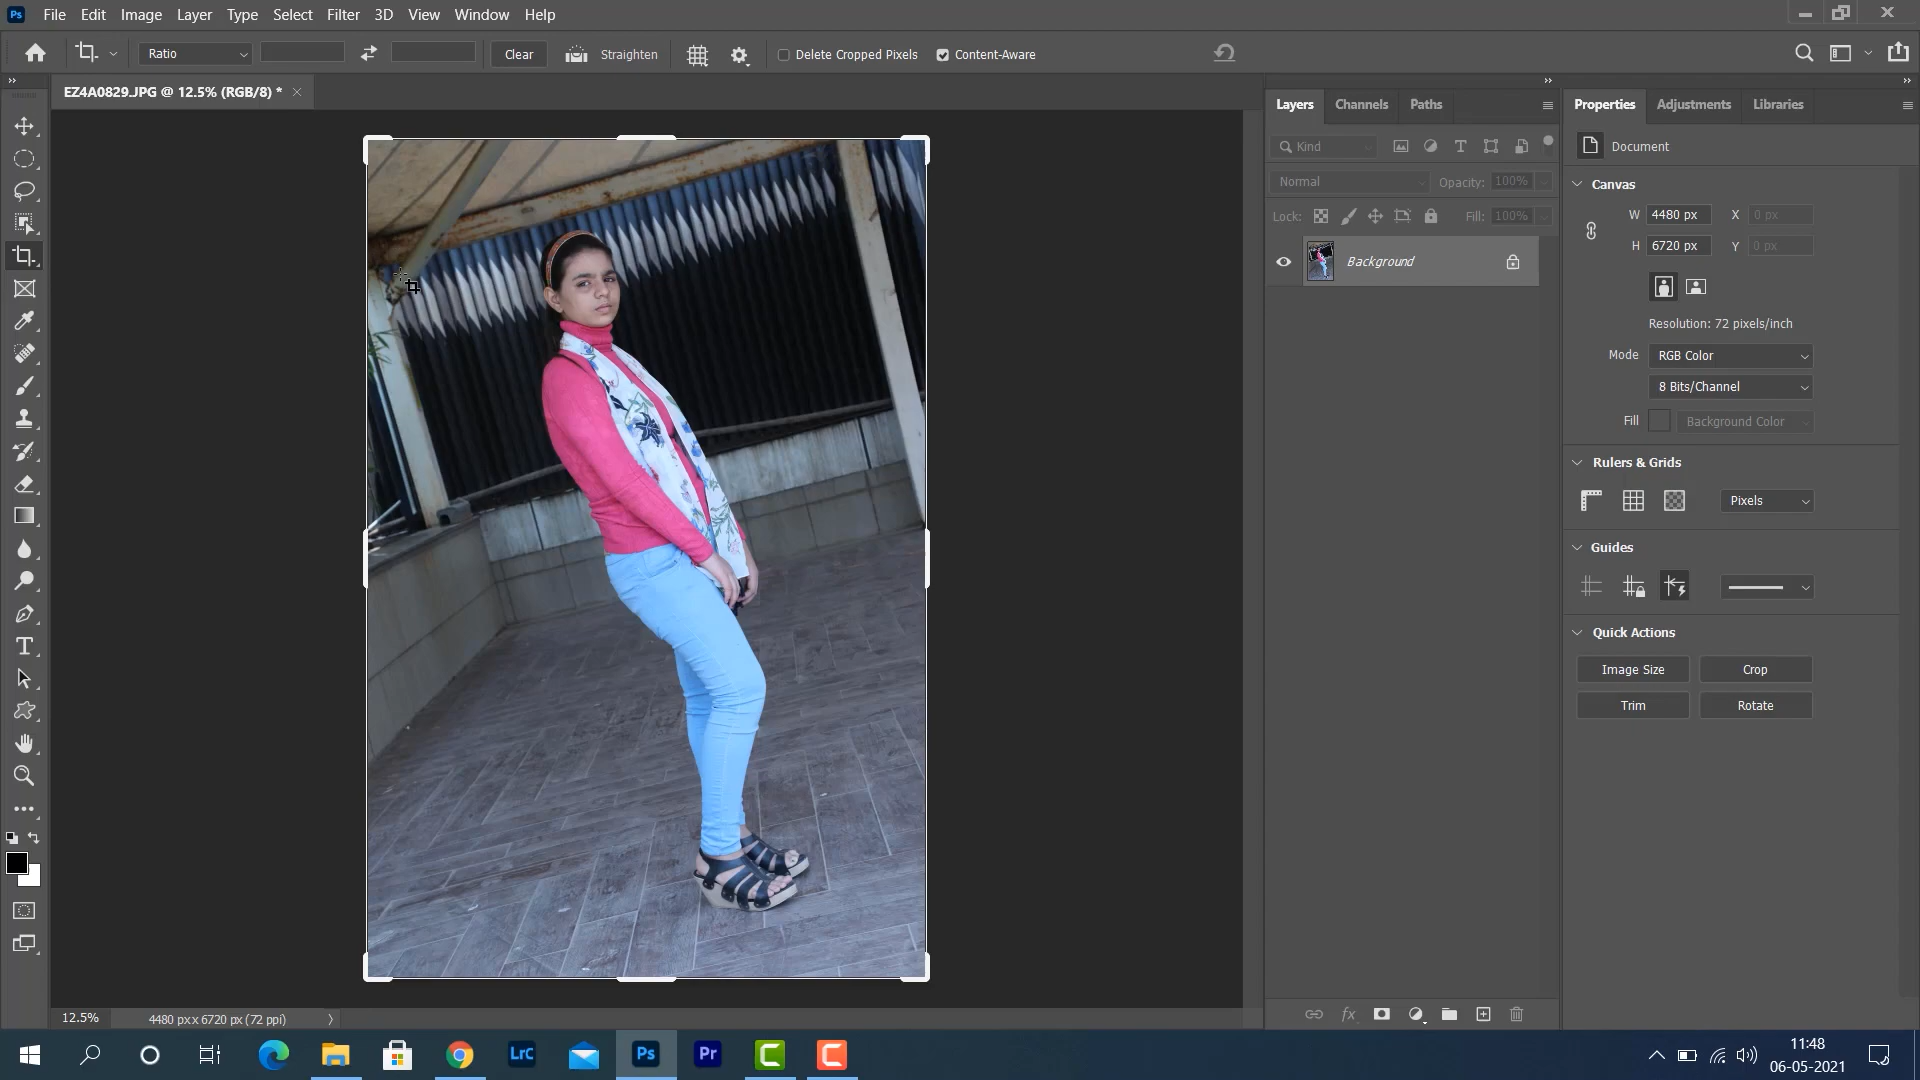 Ps File Edit Image Layer Type Select Filter 3D View Window Help
Ratio Clear Straighten Delete Cropped Pixels Content-Aware
EZ4A0829.JPG @ 12.5% (RGB/8) *
Layers Channels Paths
Kind
Normal Opacity: 100%
Lock: Fill: 100%
Background
Properties Adjustments Libraries
Document
Canvas
W 4480 px X 0 px
H 6720 px Y 0 px
Resolution: 72 pixels/inch
Mode RGB Color
8 Bits/Channel
Fill Background Color
Rulers & Grids
Pixels
Guides
Quick Actions
Image Size Crop
Trim Rotate
12.5% 4480 px x 6720 px (72 ppi)
fx
LrC Ps Pr
11:48
06-05-2021